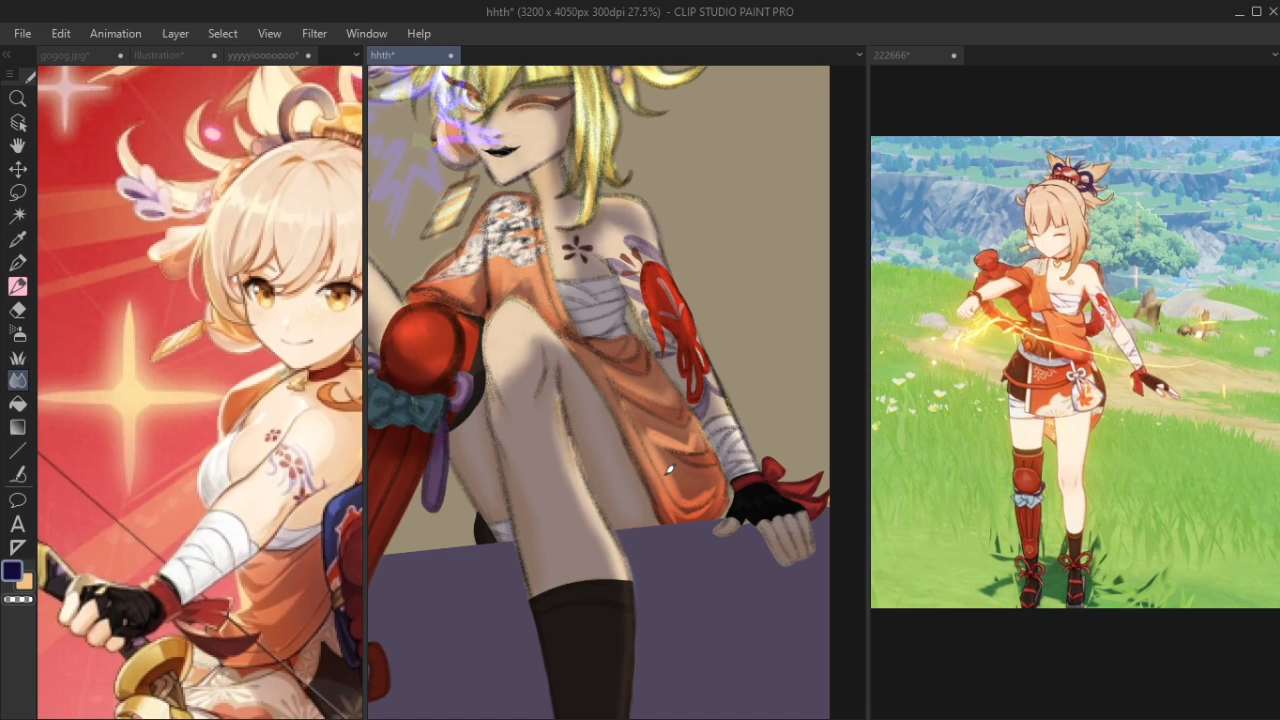 hhth* (3200 x 4050px 300dpi 27.5%) - CLIP STUDIO PAINT PRO
File Edit Animation Layer Select View Filter Window Help
gogog.jpg* Illustration* yyyyyiooooooo* hhth* 222666*
A